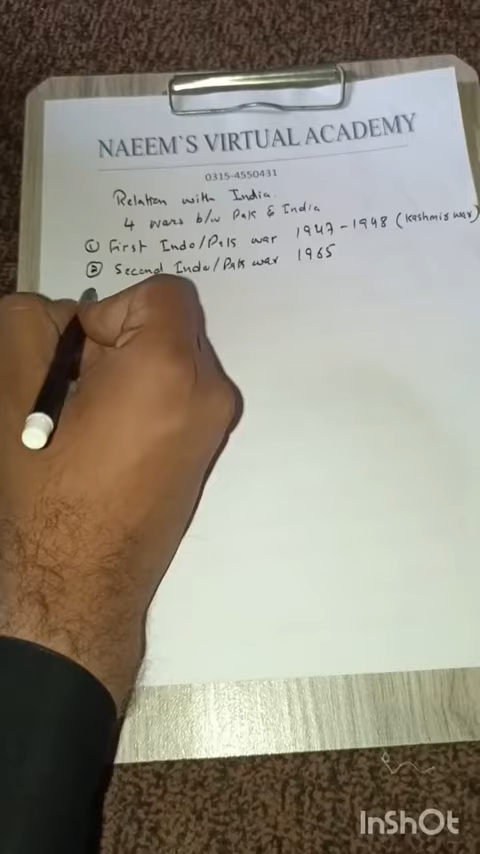 NAEEM`S VIRTUAL ACADEMY
0315-4550431
Relation with India.
4 wars b/w Pak & India
① First Indo/Pak war 1947-1948 (Kashmir war)
② Second Indo/Pak war 1965
InShOt